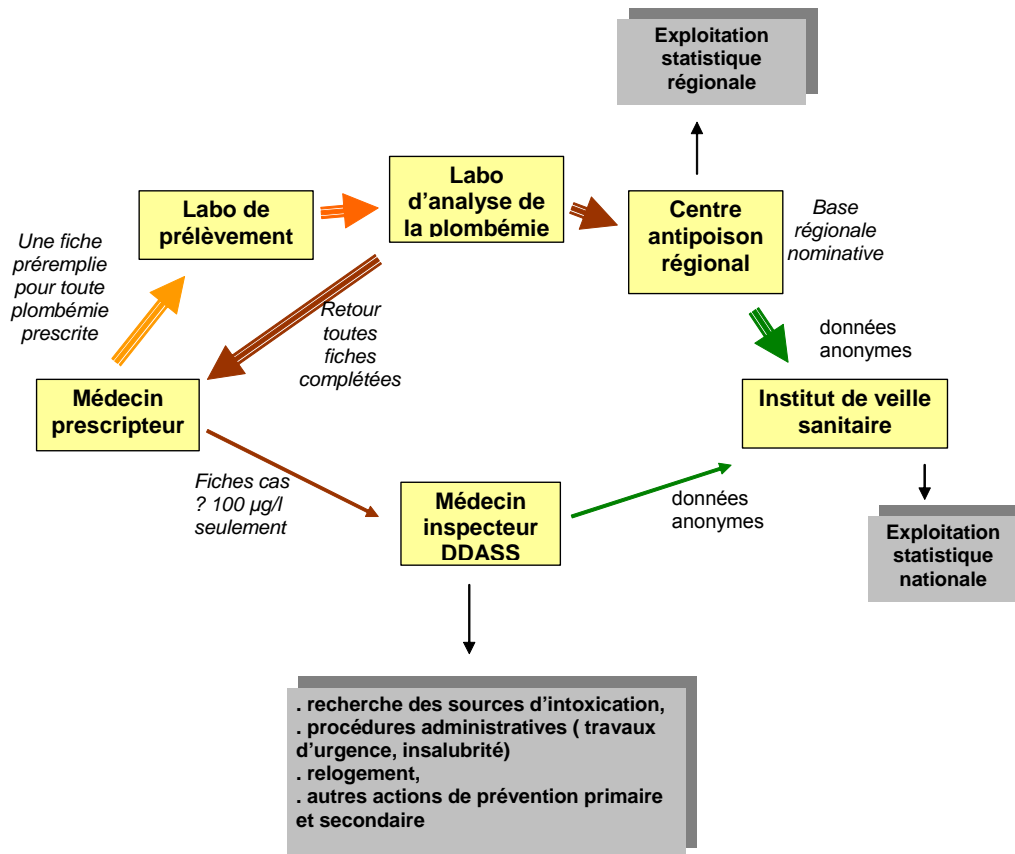 Exploitation
statistique
régionale
Labo
d'analyse de
la plombémie
Labo de
prélèvement
Centre
antipoison
régional
Base
régionale
nominative
Une fiche
préremplie
pour toute
plombémie
prescrite
Retour
toutes
fiches
complétées
données
anonymes
Médecin
prescripteur
Institut de veille
sanitaire
Fiches cas
? 100 µg/l
seulement
Médecin
inspecteur
DDASS
données
anonymes
Exploitation
statistique
nationale
. recherche des sources d'intoxication,
. procédures administratives ( travaux
d'urgence, insalubrité)
. relogement,
. autres actions de prévention primaire
et secondaire